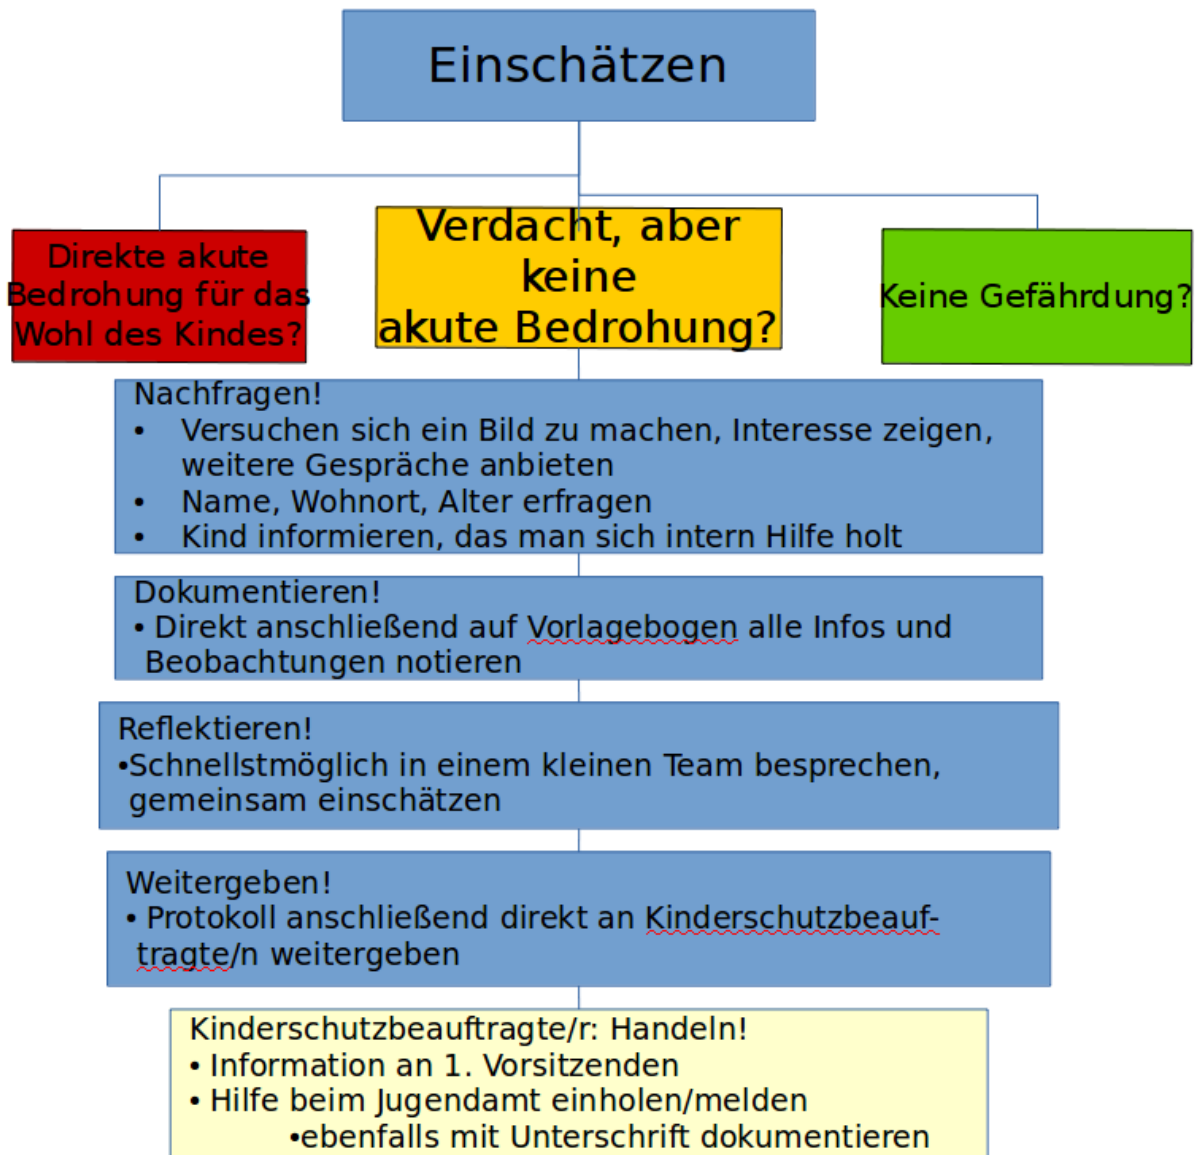 Einschätzen
Direkte akute
Bedrohung für das
Wohl des Kindes?
Verdacht, aber
keine
akute Bedrohung?
Keine Gefährdung?
Nachfragen!
• Versuchen sich ein Bild zu machen, Interesse zeigen,
weitere Gespräche anbieten
• Name, Wohnort, Alter erfragen
• Kind informieren, das man sich intern Hilfe holt
Dokumentieren!
• Direkt anschließend auf Vorlagebogen alle Infos und
Beobachtungen notieren
Reflektieren!
•Schnellstmöglich in einem kleinen Team besprechen,
gemeinsam einschätzen
Weitergeben!
• Protokoll anschließend direkt an Kinderschutzbeauf-
tragte/n weitergeben
Kinderschutzbeauftragte/r: Handeln!
• Information an 1. Vorsitzenden
• Hilfe beim Jugendamt einholen/melden
•ebenfalls mit Unterschrift dokumentieren